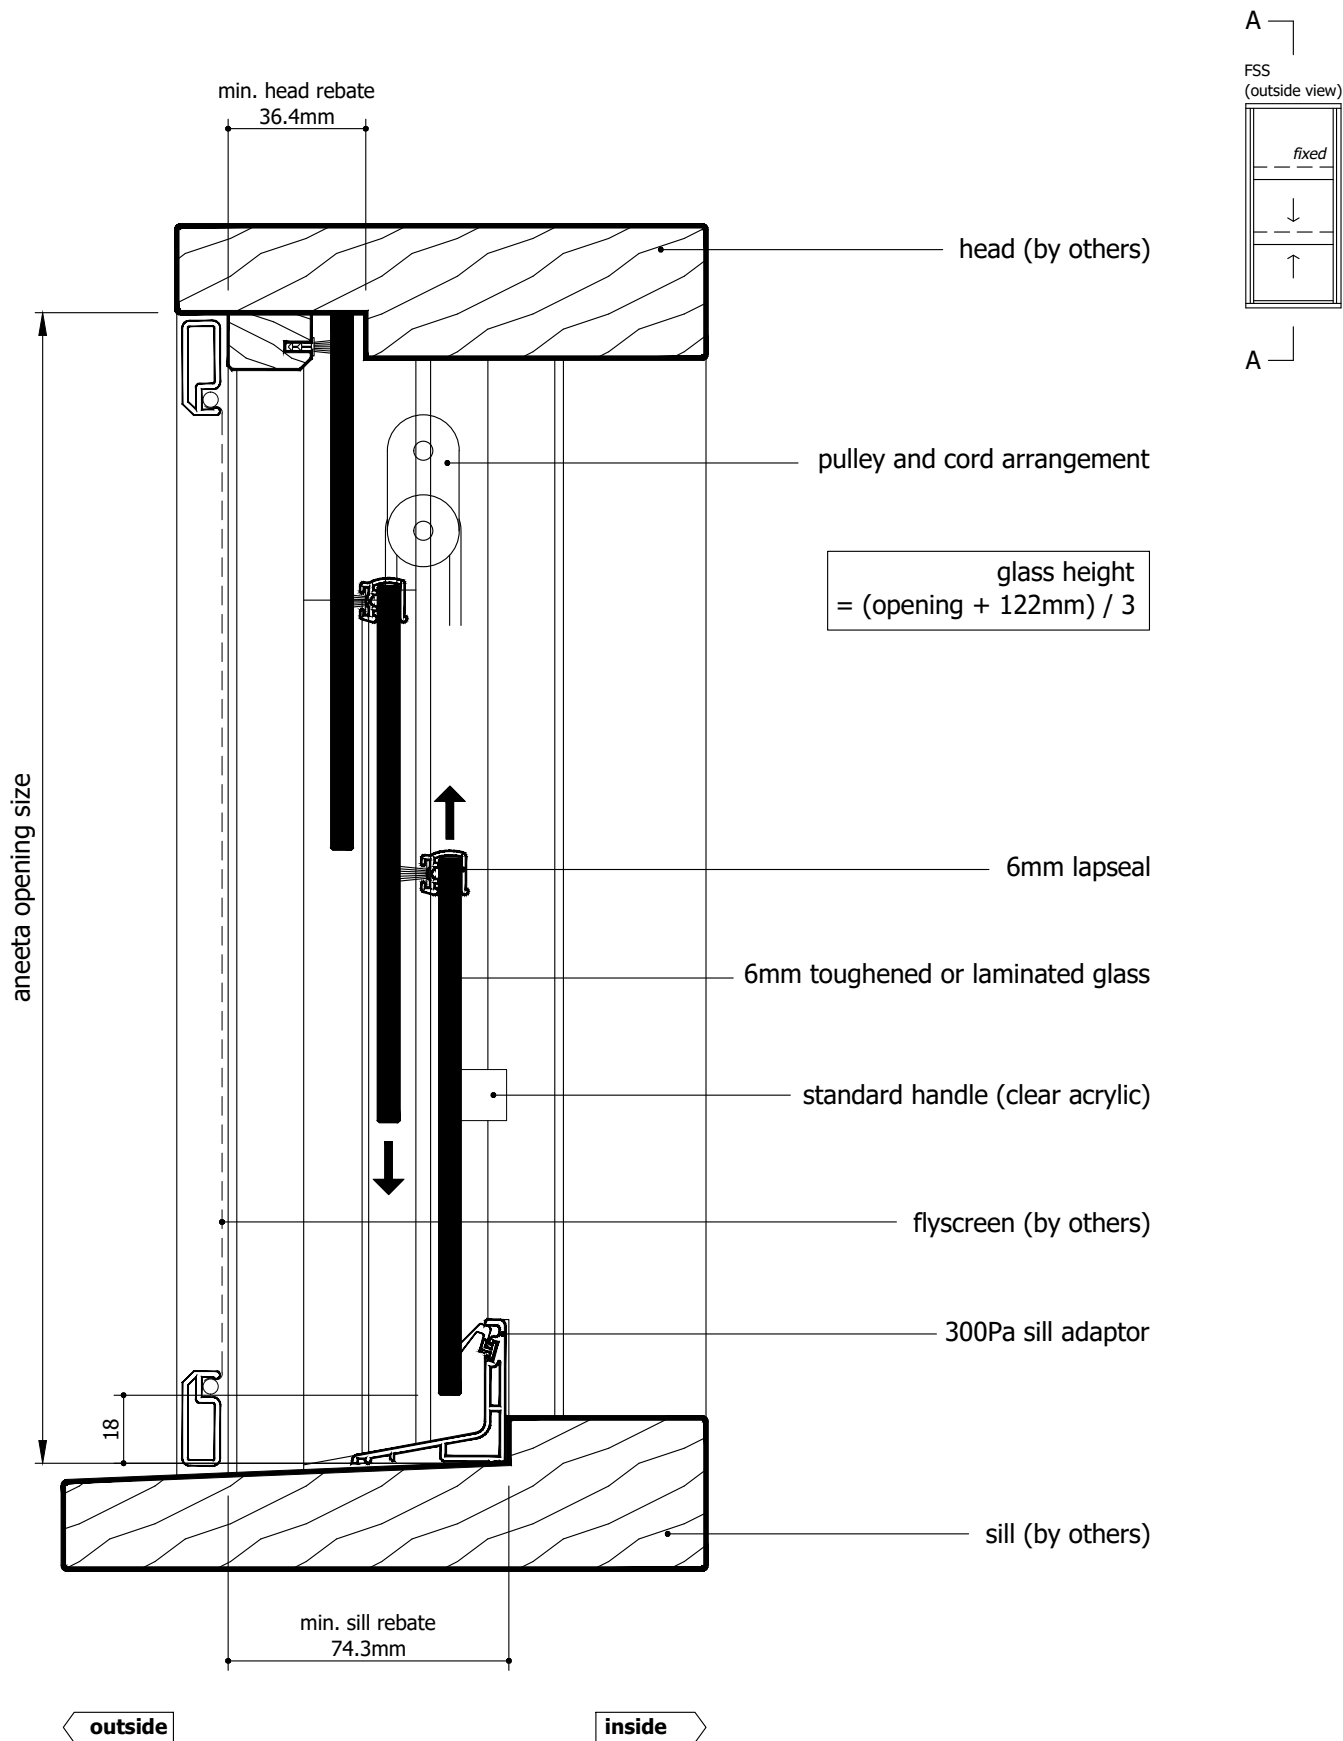 A
FSS
(outside view)
fixed
A
min. head rebate
36.4mm
head (by others)
pulley and cord arrangement
glass height
= (opening + 122mm) / 3
aneeta opening size
6mm lapseal
6mm toughened or laminated glass
standard handle (clear acrylic)
flyscreen (by others)
300Pa sill adaptor
18
sill (by others)
min. sill rebate
74.3mm
outside
inside